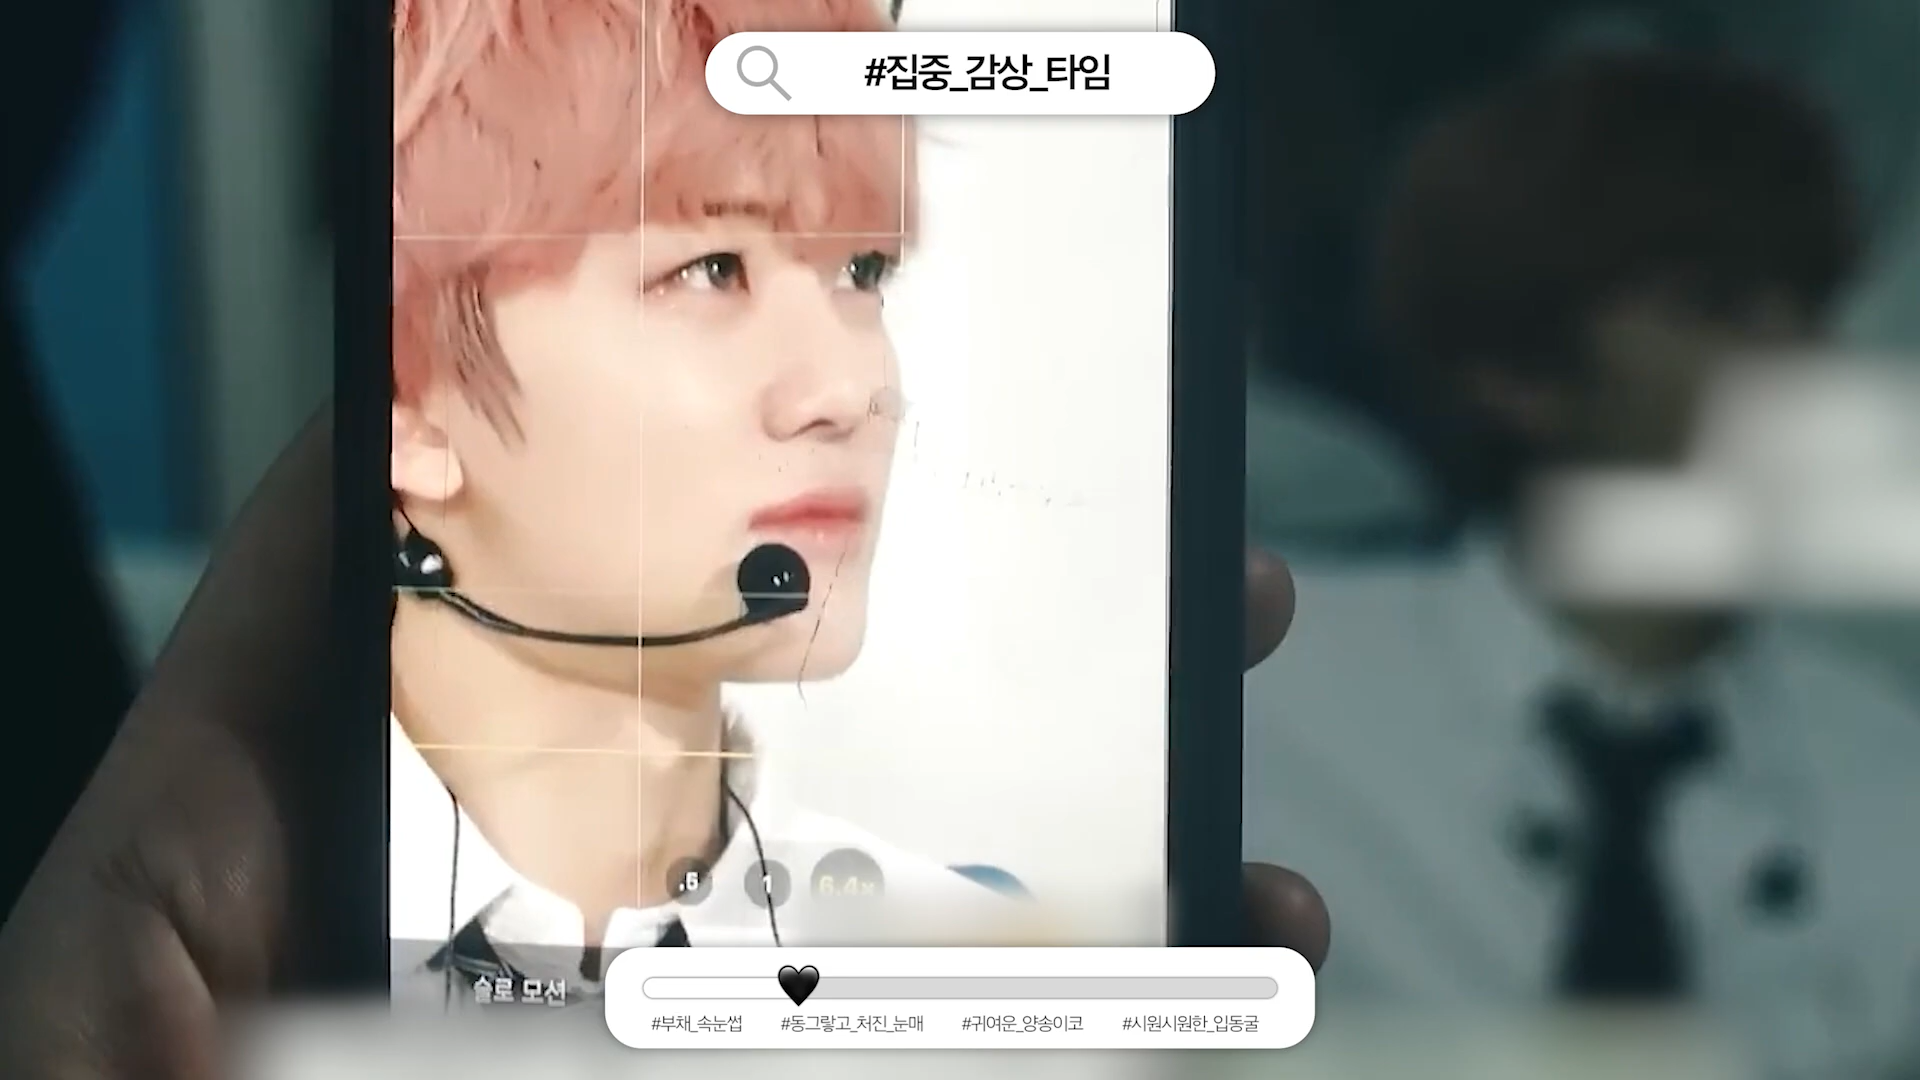 #집중_감상_타임
.5 1 6.4x
슬로 모션
#부채_속눈썹 #동그랗고_처진_눈매 #귀여운_양송이코 #시원시원한_입동굴